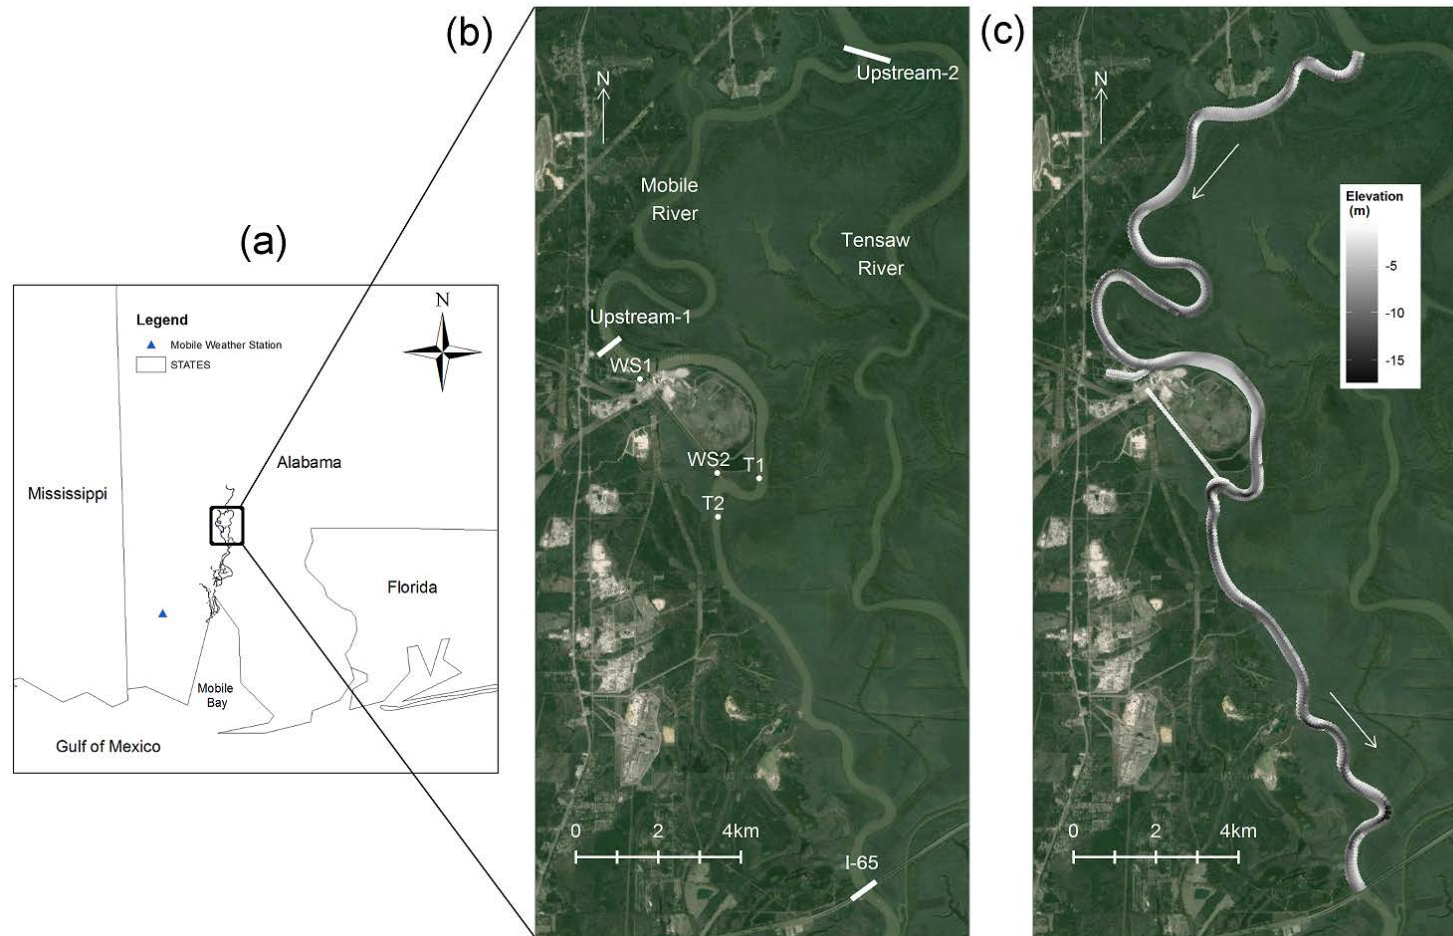 (a)
N
Legend
Mobile Weather Station
STATES
Alabama
Mississippi
Florida
Mobile
Bay
Gulf of Mexico
(b)
N
Upstream-2
Mobile
River
Tensaw
River
Upstream-1
WS1
WS2
T1
T2
0 2 4km
I-65
(c)
N
Elevation
(m)
-5
-10
-15
0 2 4km